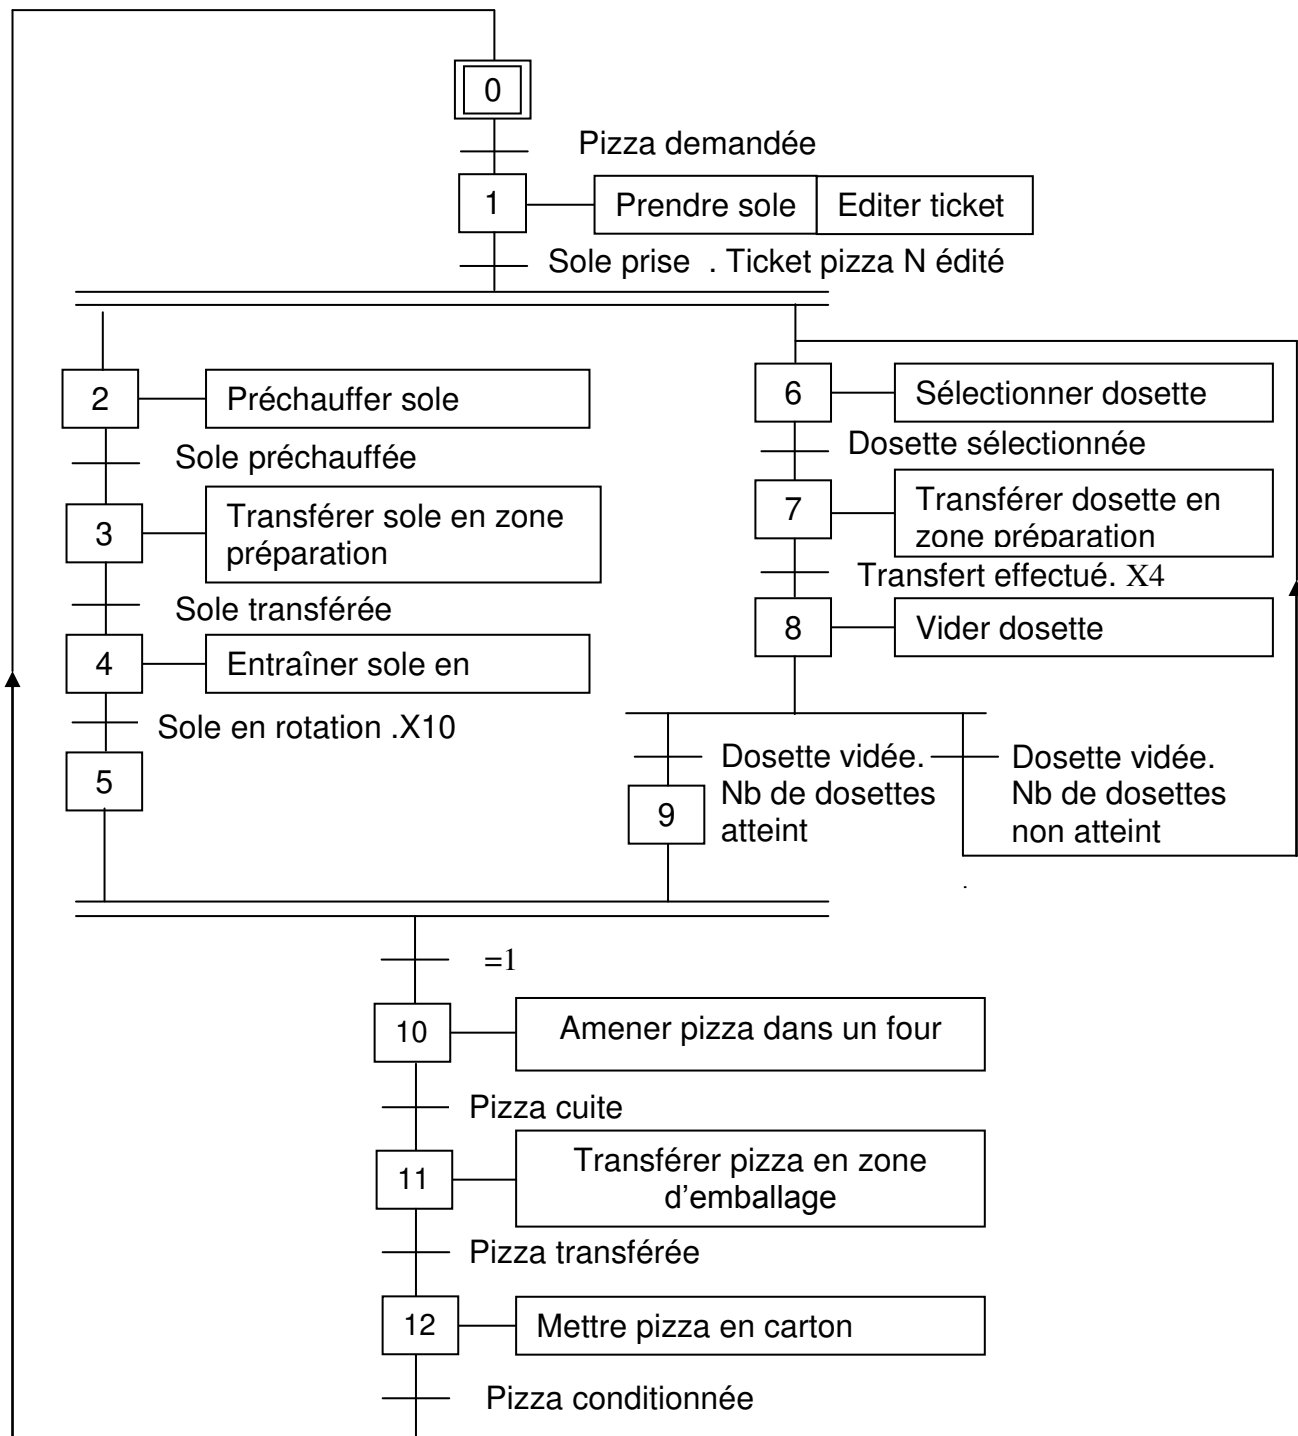 0
Pizza demandée
1
Prendre sole
Editer ticket
Sole prise . Ticket pizza N édité
2
Préchauffer sole
Sole préchauffée
3
Transférer sole en zone
préparation
Sole transférée
4
Entraîner sole en
Sole en rotation .X10
5
6
Sélectionner dosette
Dosette sélectionnée
7
Transférer dosette en
zone préparation
Transfert effectué. X4
8
Vider dosette
Dosette vidée.
Nb de dosettes
atteint
9
Dosette vidée.
Nb de dosettes
non atteint
.
=1
10
Amener pizza dans un four
Pizza cuite
11
Transférer pizza en zone
d'emballage
Pizza transférée
12
Mettre pizza en carton
Pizza conditionnée